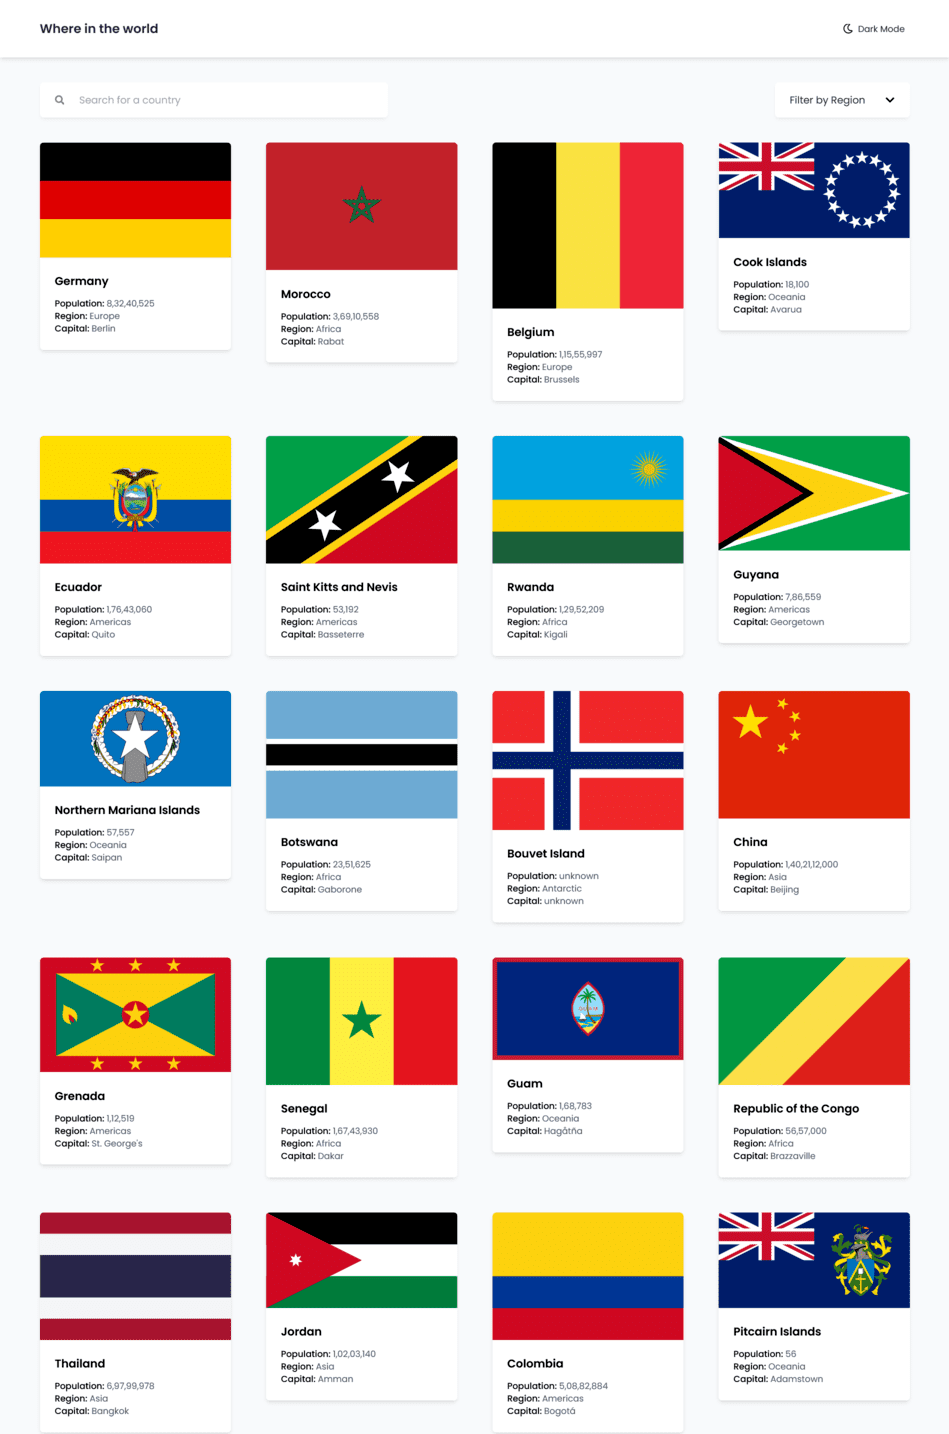 Where in the world
Dark Mode
Search for a country
Filter by Region
Germany
Population: 8,32,40,525
Region: Europe
Capital: Berlin
Morocco
Population: 3,69,10,558
Region: Africa
Capital: Rabat
Belgium
Population: 1,15,55,997
Region: Europe
Capital: Brussels
Cook Islands
Population: 18,100
Region: Oceania
Capital: Avarua
Ecuador
Population: 1,76,43,060
Region: Americas
Capital: Quito
Saint Kitts and Nevis
Population: 53,192
Region: Americas
Capital: Basseterre
Rwanda
Population: 1,29,52,209
Region: Africa
Capital: Kigali
Guyana
Population: 7,86,559
Region: Americas
Capital: Georgetown
Northern Mariana Islands
Population: 57,557
Region: Oceania
Capital: Saipan
Botswana
Population: 23,51,625
Region: Africa
Capital: Gaborone
Bouvet Island
Population: unknown
Region: Antarctic
Capital: unknown
China
Population: 1,40,21,12,000
Region: Asia
Capital: Beijing
Grenada
Population: 1,12,519
Region: Americas
Capital: St. George's
Senegal
Population: 1,67,43,930
Region: Africa
Capital: Dakar
Guam
Population: 1,68,783
Region: Oceania
Capital: Hagåtña
Republic of the Congo
Population: 56,57,000
Region: Africa
Capital: Brazzaville
Thailand
Population: 6,97,99,978
Region: Asia
Capital: Bangkok
Jordan
Population: 1,02,03,140
Region: Asia
Capital: Amman
Colombia
Population: 5,08,82,884
Region: Americas
Capital: Bogotá
Pitcairn Islands
Population: 56
Region: Oceania
Capital: Adamstown